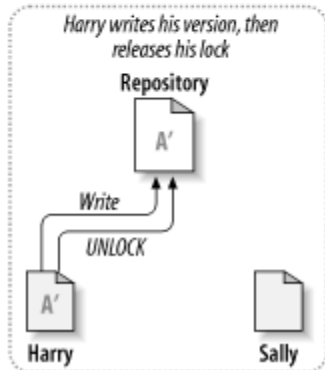 Harry writes his version, then
releases his lock
Repository
A'
Write
UNLOCK
A'
Harry
Sally